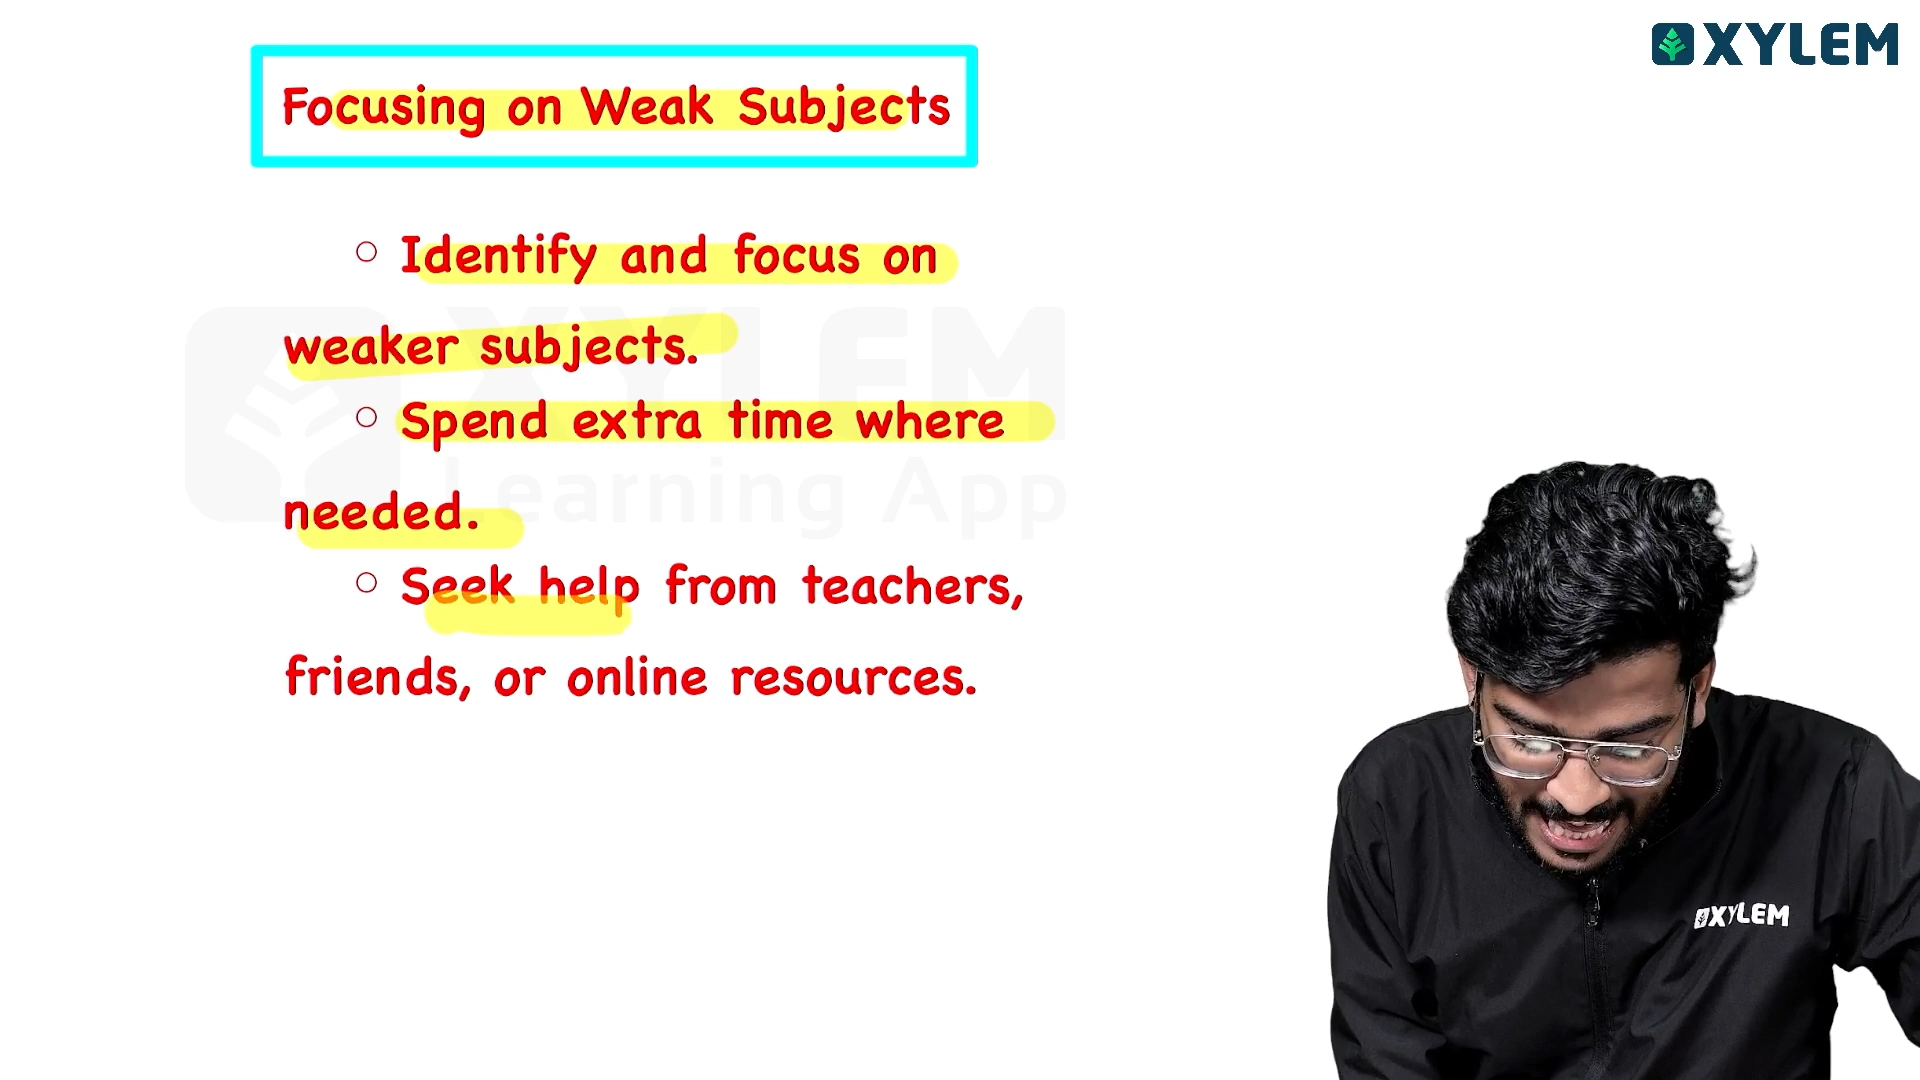 XYLEM
Focusing on Weak Subjects
○ Identify and focus on
weaker subjects.
○ Spend extra time where
needed.
○ Seek help from teachers,
friends, or online resources.
XYLEM
Learning App
XYLEM